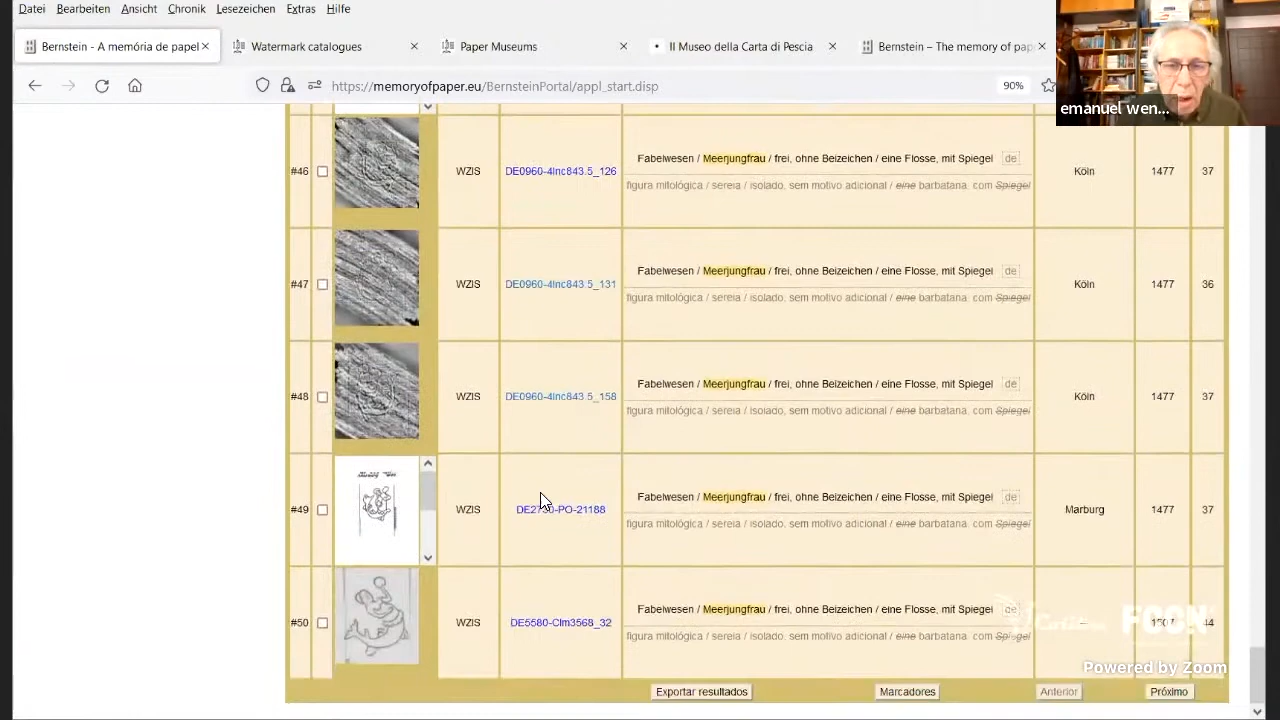 Datei Bearbeiten Ansicht Chronik Lesezeichen Extras Hilfe
Bernstein - A memória de papel × Watermark catalogues × Paper Museums × Il Museo della Carta di Pescia × Bernstein – The memory of pap ×
https://memoryofpaper.eu/BernsteinPortal/appl_start.disp 90%
emanuel wen...
#46 WZIS DE0960-4Inc843.5_126 Fabelwesen / Meerjungfrau / frei, ohne Beizeichen / eine Flosse, mit Spiegel de Köln 1477 37
figura mitológica / sereia / isolado, sem motivo adicional / eine barbatana, com Spiegel
#47 WZIS DE0960-4Inc843.5_131 Fabelwesen / Meerjungfrau / frei, ohne Beizeichen / eine Flosse, mit Spiegel de Köln 1477 36
figura mitológica / sereia / isolado, sem motivo adicional / eine barbatana, com Spiegel
#48 WZIS DE0960-4Inc843.5_158 Fabelwesen / Meerjungfrau / frei, ohne Beizeichen / eine Flosse, mit Spiegel de Köln 1477 37
figura mitológica / sereia / isolado, sem motivo adicional / eine barbatana, com Spiegel
#49 WZIS Fabelwesen / Meerjungfrau / frei, ohne Beizeichen / eine Flosse, mit Spiegel de Marburg 1477 37
figura mitológica / sereia / isolado, sem motivo adicional / eine barbatana, com Spiegel
#50 WZIS DE5580-Clm3568_32 Fabelwesen / Meerjungfrau / frei, ohne Beizeichen / eine Flosse, mit Spiegel de
figura mitológica / sereia / isolado, sem motivo adicional / eine barbatana, com Spiegel
FCON
Powered by Zoom
Exportar resultados Marcadores Anterior Próximo